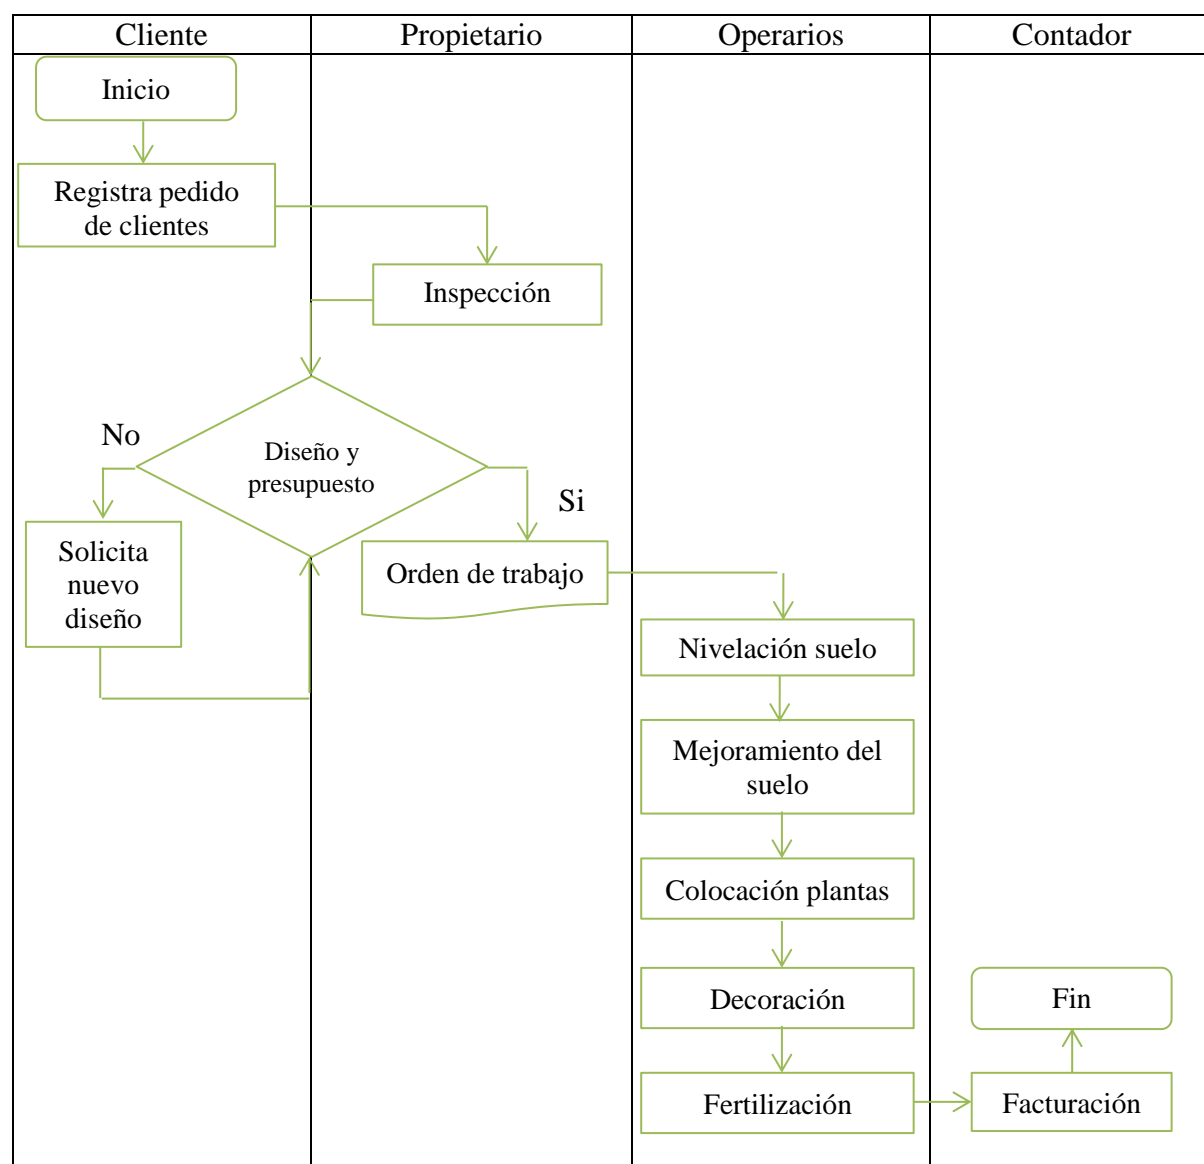 Cliente
Propietario
Operarios
Contador
Inicio
Registra pedido
de clientes
Inspección
No
Diseño y
presupuesto
Si
Solicita
nuevo
diseño
Orden de trabajo
Nivelación suelo
Mejoramiento del
suelo
Colocación plantas
Decoración
Fin
Fertilización
Facturación